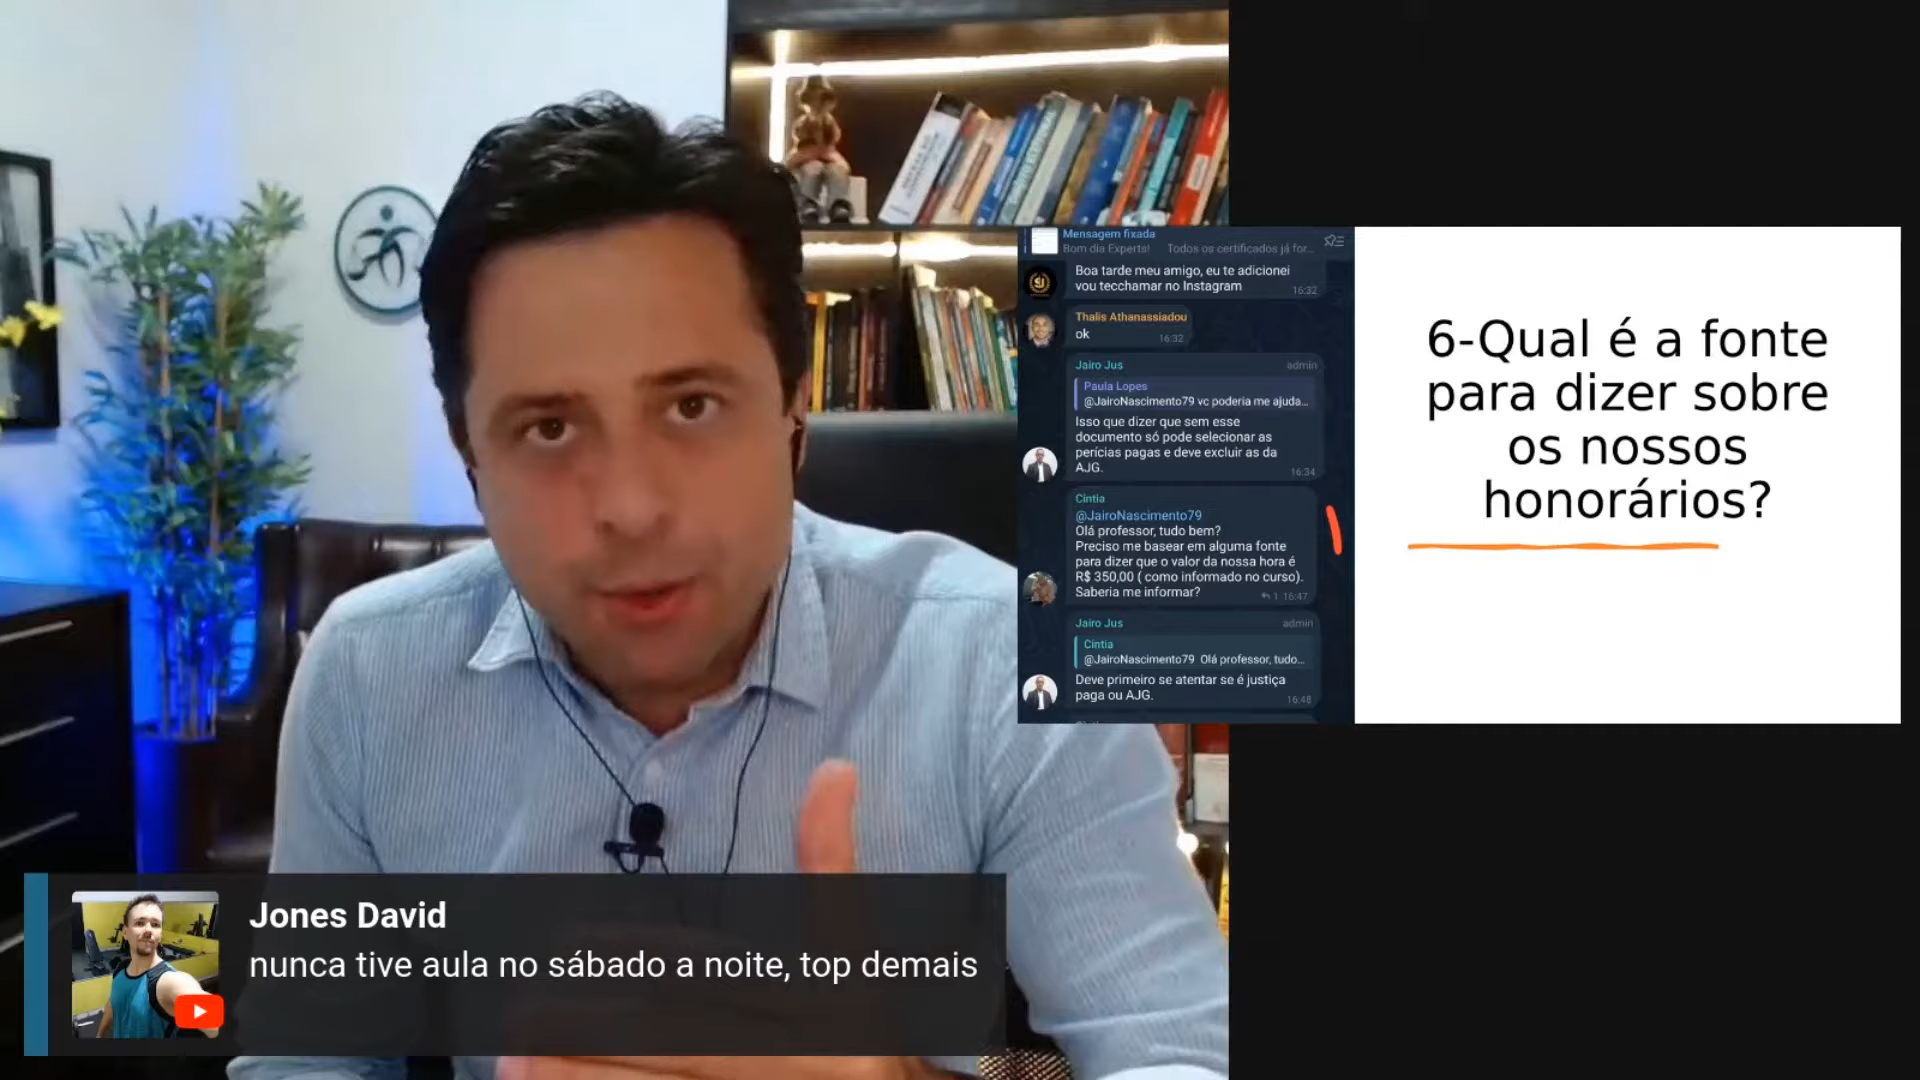 Mensagem fixada
Bom dia Experts! Todos os certificados já for...
Boa tarde meu amigo, eu te adicionei
vou tecchamar no Instagram
16:32
Thalis Athanassiadou
ok
16:32
Jairo Jus admin
Paula Lopes
@JairoNascimento79 vc poderia me ajuda...
Isso que dizer que sem esse
documento só pode selecionar as
perícias pagas e deve excluir as da
AJG.
16:34
Cintia
@JairoNascimento79
Olá professor, tudo bem?
Preciso me basear em alguma fonte
para dizer que o valor da nossa hora é
R$ 350,00 ( como informado no curso).
Saberia me informar?
1 16:47
Jairo Jus admin
Cintia
@JairoNascimento79 Olá professor, tudo...
Deve primeiro se atentar se é justiça
paga ou AJG.
16:48
6-Qual é a fonte
para dizer sobre
os nossos
honorários?
Jones David
nunca tive aula no sábado a noite, top demais